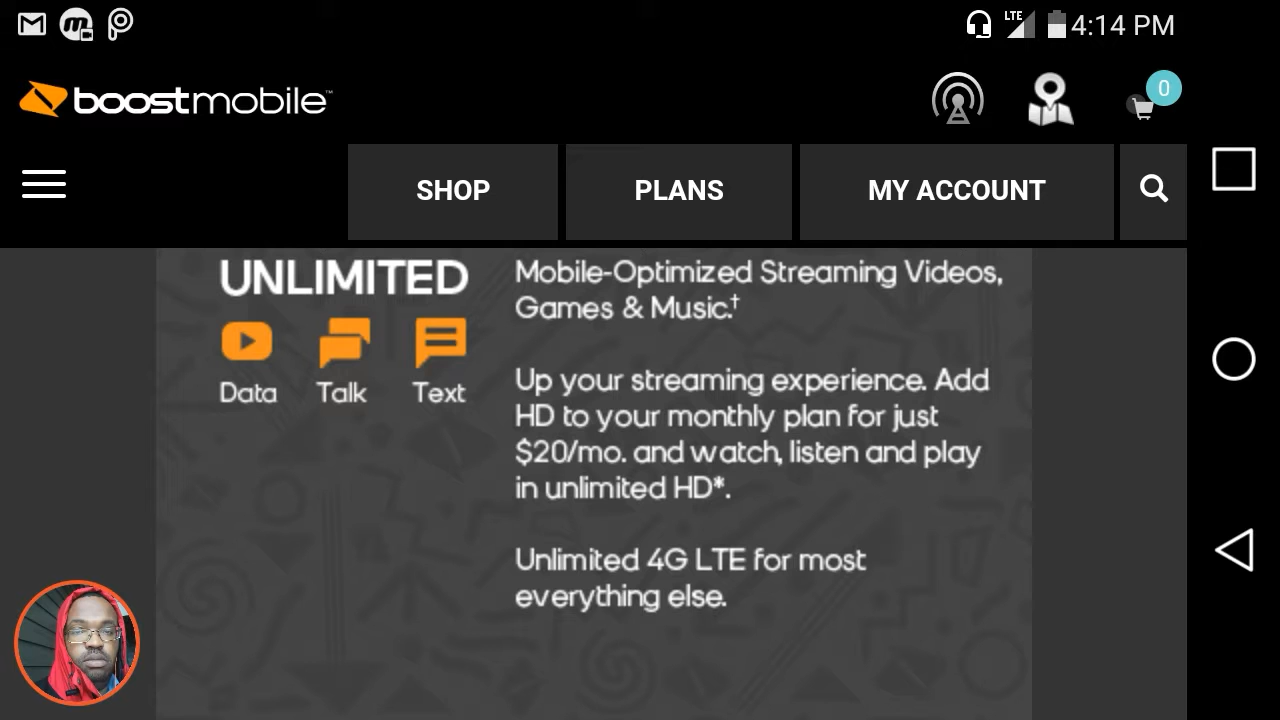 LTE 4:14 PM
boostmobile™
0
SHOP PLANS MY ACCOUNT
UNLIMITED
Data Talk Text
Mobile-Optimized Streaming Videos,
Games & Music.†
Up your streaming experience. Add
HD to your monthly plan for just
$20/mo. and watch, listen and play
in unlimited HD*.
Unlimited 4G LTE for most
everything else.